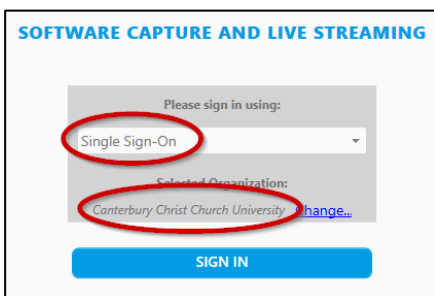 SOFTWARE CAPTURE AND LIVE STREAMING
Please sign in using:
Single Sign-On
Selected Organization:
Canterbury Christ Church University Change...
SIGN IN